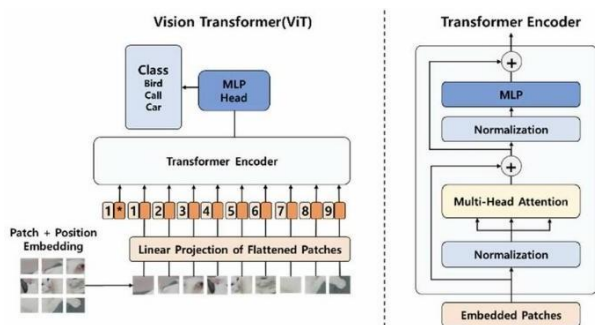 Vision Transformer(ViT)
Class
Bird
Call
Car
MLP
Head
Transformer Encoder
1 * 1 2 3 4 5 6 7 8 9
Patch + Position
Embedding
Linear Projection of Flattened Patches
Transformer Encoder
+
MLP
Normalization
+
Multi-Head Attention
Normalization
Embedded Patches